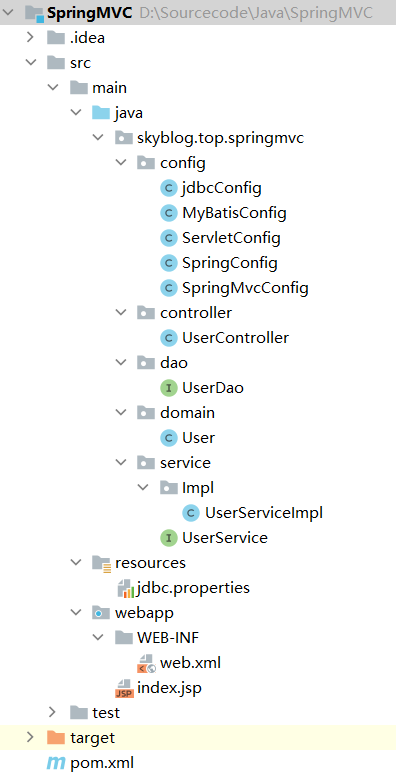 SpringMVC D:\Sourcecode\Java\SpringMVC
.idea
src
main
java
skyblog.top.springmvc
config
jdbcConfig
MyBatisConfig
ServletConfig
SpringConfig
SpringMvcConfig
controller
UserController
dao
UserDao
domain
User
service
Impl
UserServiceImpl
UserService
resources
jdbc.properties
webapp
WEB-INF
web.xml
index.jsp
test
target
pom.xml